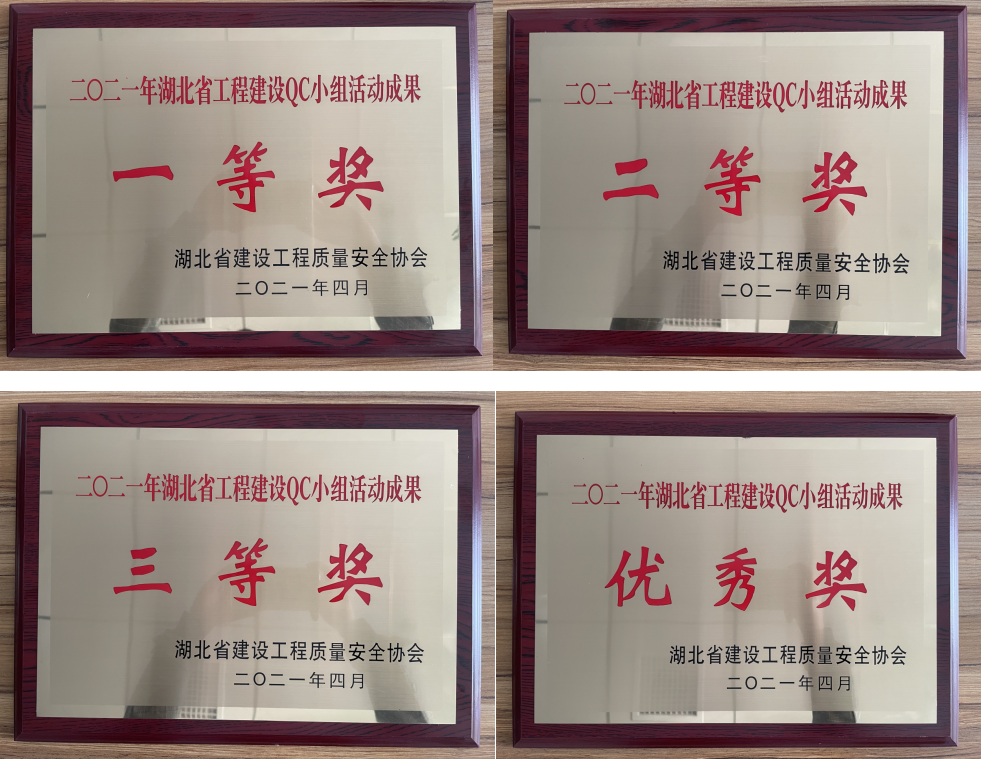 二〇二一年湖北省工程建设QC小组活动成果
一等奖
湖北省建设工程质量安全协会
二〇二一年四月
二〇二一年湖北省工程建设QC小组活动成果
二等奖
湖北省建设工程质量安全协会
二〇二一年四月
二〇二一年湖北省工程建设QC小组活动成果
三等奖
湖北省建设工程质量安全协会
二〇二一年四月
二〇二一年湖北省工程建设QC小组活动成果
优秀奖
湖北省建设工程质量安全协会
二〇二一年四月